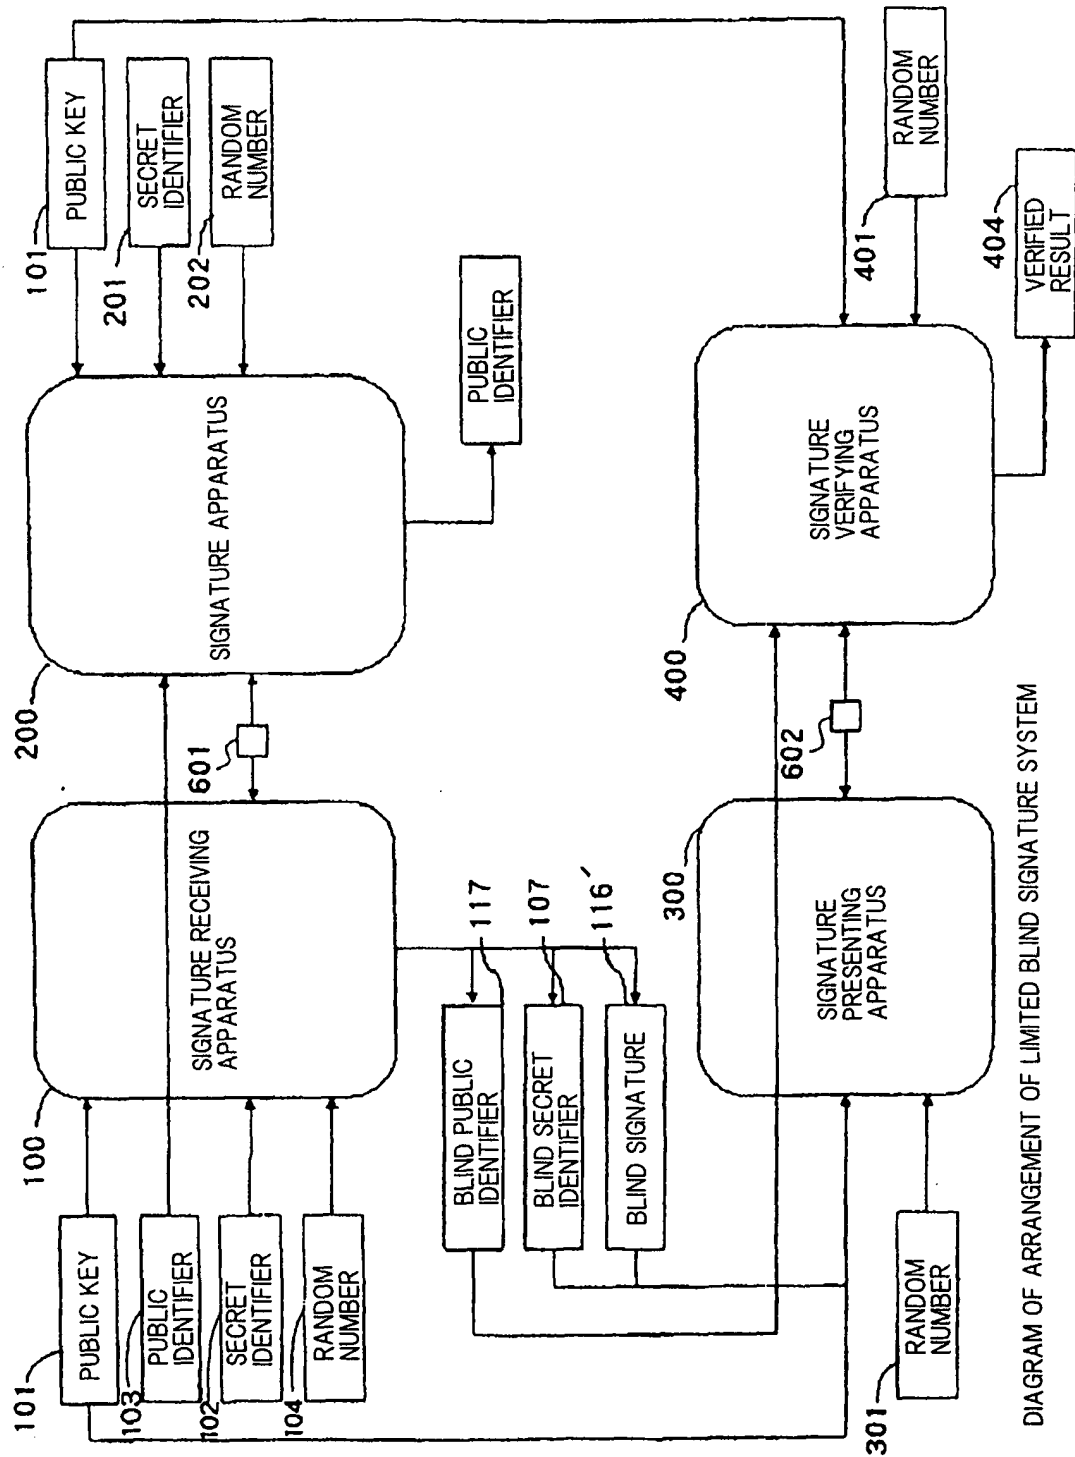 101
PUBLIC KEY
103
PUBLIC
IDENTIFIER
102
SECRET
IDENTIFIER
104
RANDOM
NUMBER
100
SIGNATURE RECEIVING
APPARATUS
601
200
SIGNATURE APPARATUS
101
PUBLIC KEY
201
SECRET
IDENTIFIER
202
RANDOM
NUMBER
PUBLIC
IDENTIFIER
BLIND PUBLIC
IDENTIFIER
117
BLIND SECRET
IDENTIFIER
107
BLIND SIGNATURE
116'
301
RANDOM
NUMBER
300
SIGNATURE
PRESENTING
APPARATUS
602
400
SIGNATURE
VERIFYING
APPARATUS
401
RANDOM
NUMBER
404
VERIFIED
RESULT
DIAGRAM OF ARRANGEMENT OF LIMITED BLIND SIGNATURE SYSTEM